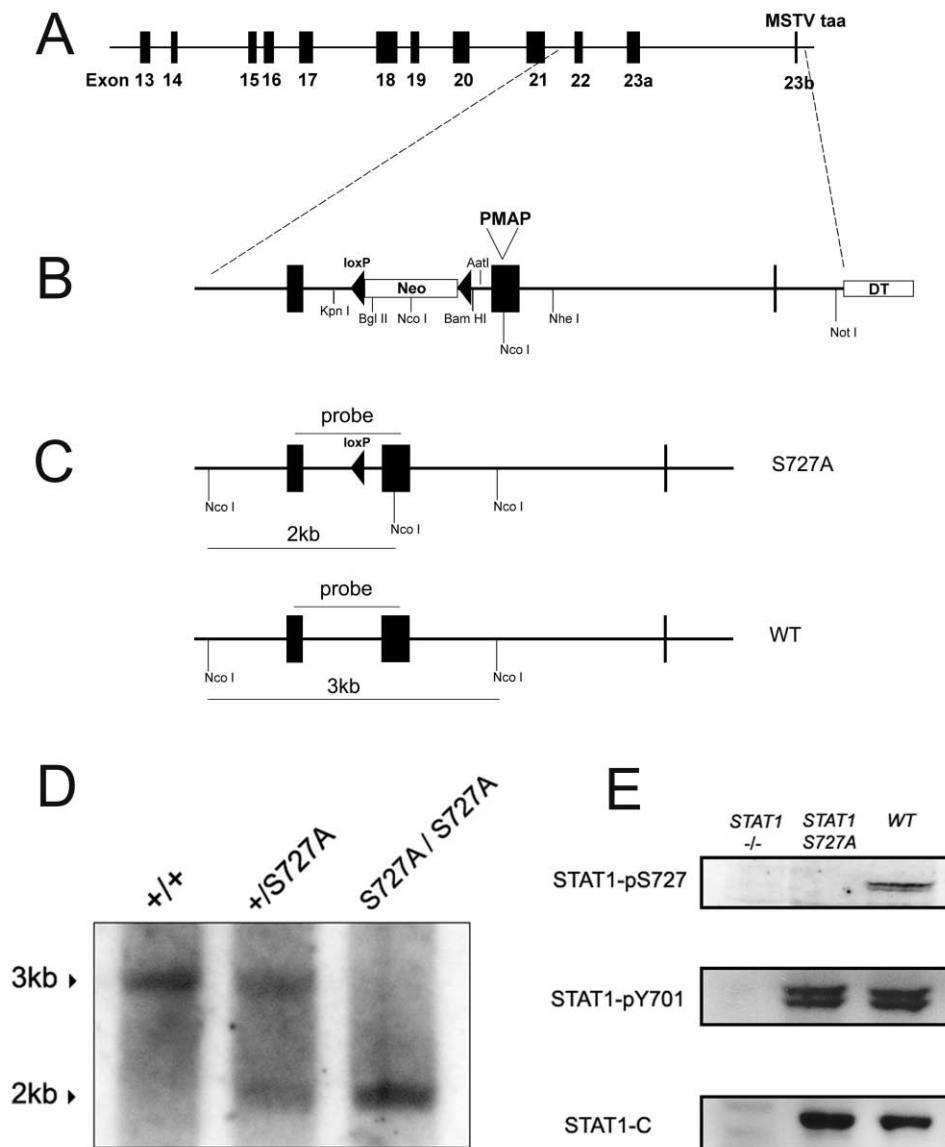 A
MSTV taa
Exon 13 14 15 16 17 18 19 20 21 22 23a 23b
B
PMAP
loxP
AatI
Neo
DT
Kpn I
Bgl II
Nco I
Bam HI
Nhe I
Not I
Nco I
C
probe
loxP
S727A
Nco I
Nco I
Nco I
2kb
probe
WT
Nco I
Nco I
3kb
D
+/+
+/S727A
S727A / S727A
3kb
2kb
E
STAT1 STAT1 WT
-/- S727A
STAT1-pS727
STAT1-pY701
STAT1-C